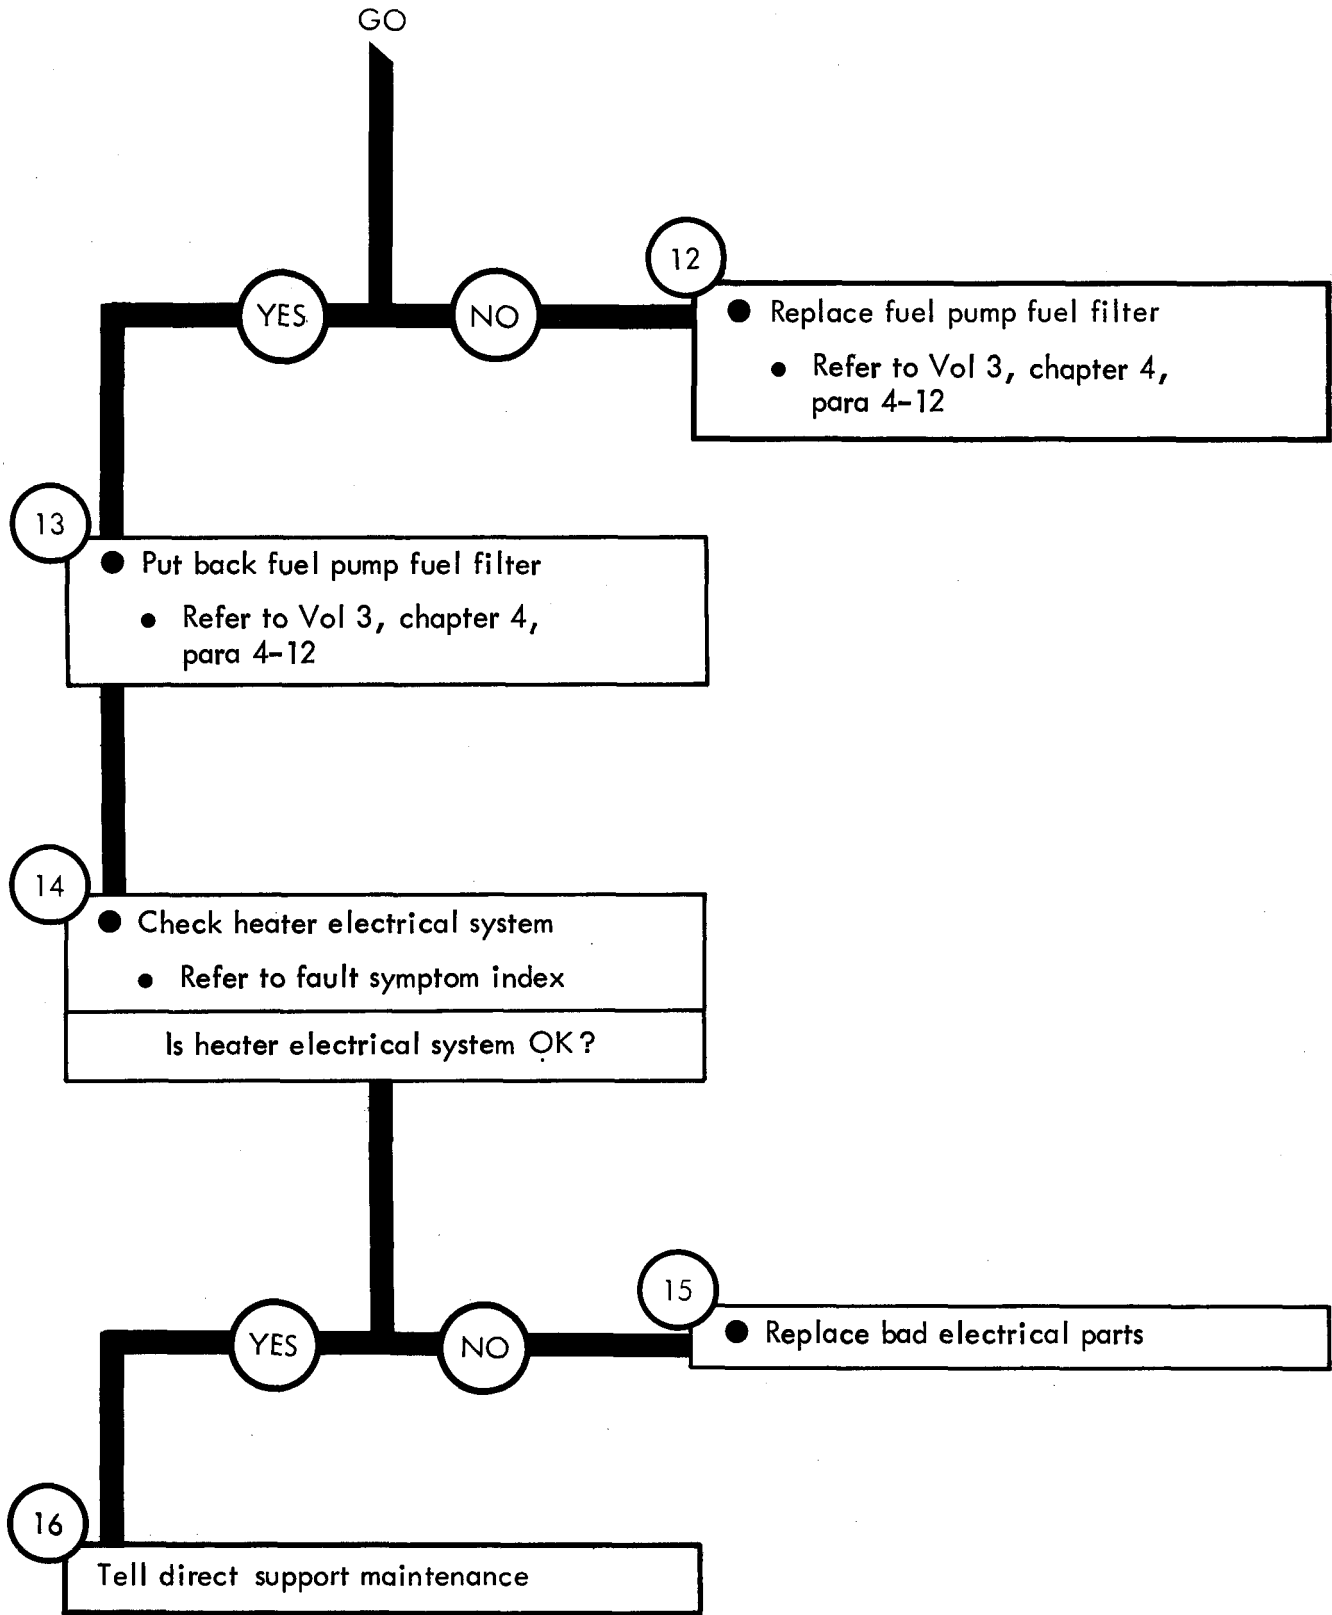 GO
YES
NO
12
● Replace fuel pump fuel filter
● Refer to Vol 3, chapter 4,
para 4-12
13
● Put back fuel pump fuel filter
● Refer to Vol 3, chapter 4,
para 4-12
14
● Check heater electrical system
● Refer to fault symptom index
Is heater electrical system OK?
YES
NO
15
● Replace bad electrical parts
16
Tell direct support maintenance